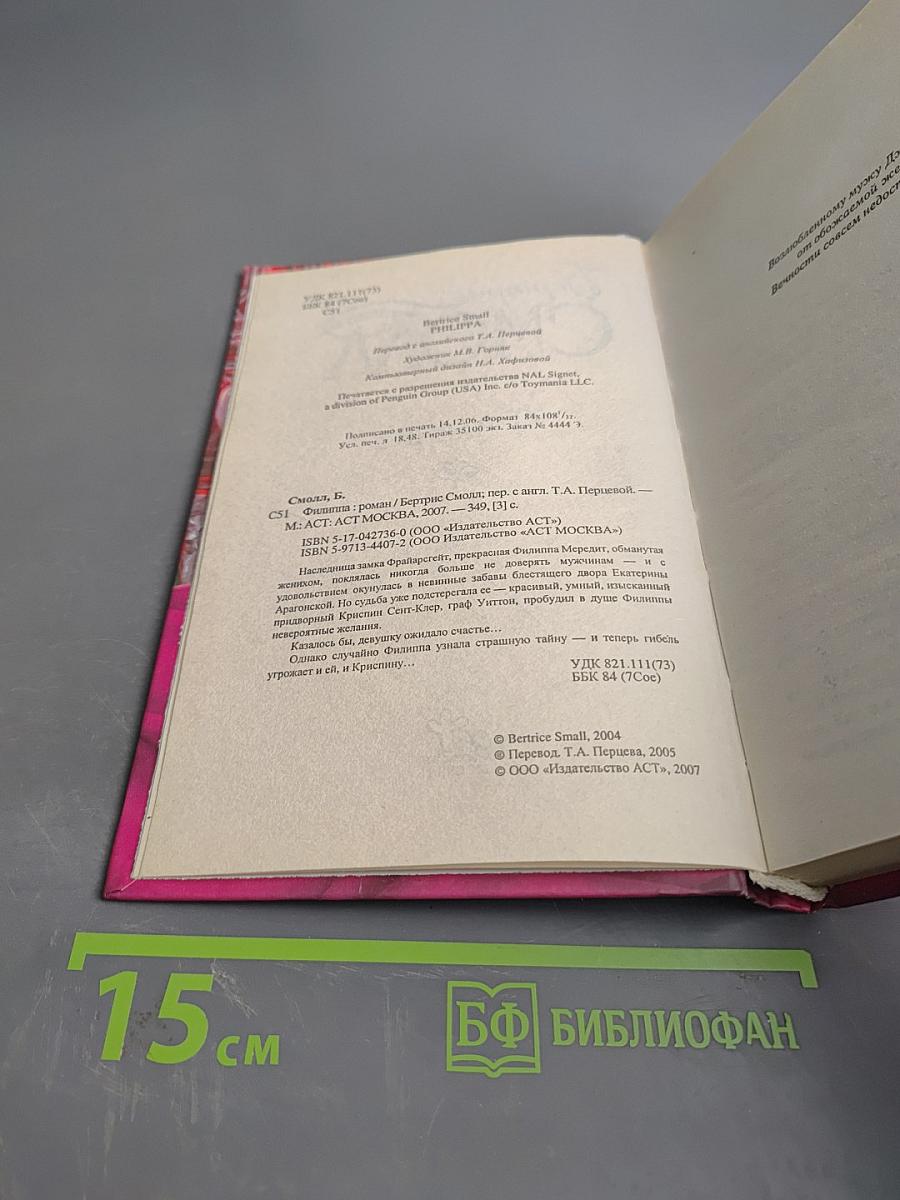 УДК 821.111(73)
ББК 84 (7Сое)
С51
Bertrice Small
PHILIPPA
Перевод с английского Т.А. Перцевой
Художник М.В. Горняк
Компьютерный дизайн Н.А. Хафизовой
Печатается с разрешения издательства NAL Signet,
a division of Penguin Group (USA) Inc. c/o Toymania LLC.
Подписано в печать 14.12.06. Формат 84x108¹/₃₂.
Усл. печ. л 18,48. Тираж 35100 экз. Заказ № 4444 Э.
Смолл, Б.
С51 Филиппа : роман / Бертрис Смолл; пер. с англ. Т.А. Перцевой. —
М.: АСТ: АСТ МОСКВА, 2007. — 349, [3] с.
ISBN 5-17-042736-0 (ООО «Издательство АСТ»)
ISBN 5-9713-4407-2 (ООО Издательство «АСТ МОСКВА»)
Наследница замка Фрайарсгейт, прекрасная Филиппа Мередит, обманутая
женихом, поклялась никогда больше не доверять мужчинам — и с
удовольствием окунулась в невинные забавы блестящего двора Екатерины
Арагонской. Но судьба уже подстерегала ее — красивый, умный, изысканный
придворный Криспин Сент-Клер, граф Уиттон, пробудил в душе Филиппы
невероятные желания.
Казалось бы, девушку ожидало счастье...
Однако случайно Филиппа узнала страшную тайну — и теперь гибель
угрожает и ей, и Криспину...
УДК 821.111(73)
ББК 84 (7Сое)
© Bertrice Small, 2004
© Перевод. Т.А. Перцева, 2005
© ООО «Издательство АСТ», 2007
Возлюбленному мужу
от обожаемой
Вечности совсем
15 см
БФ БИБЛИОФАН